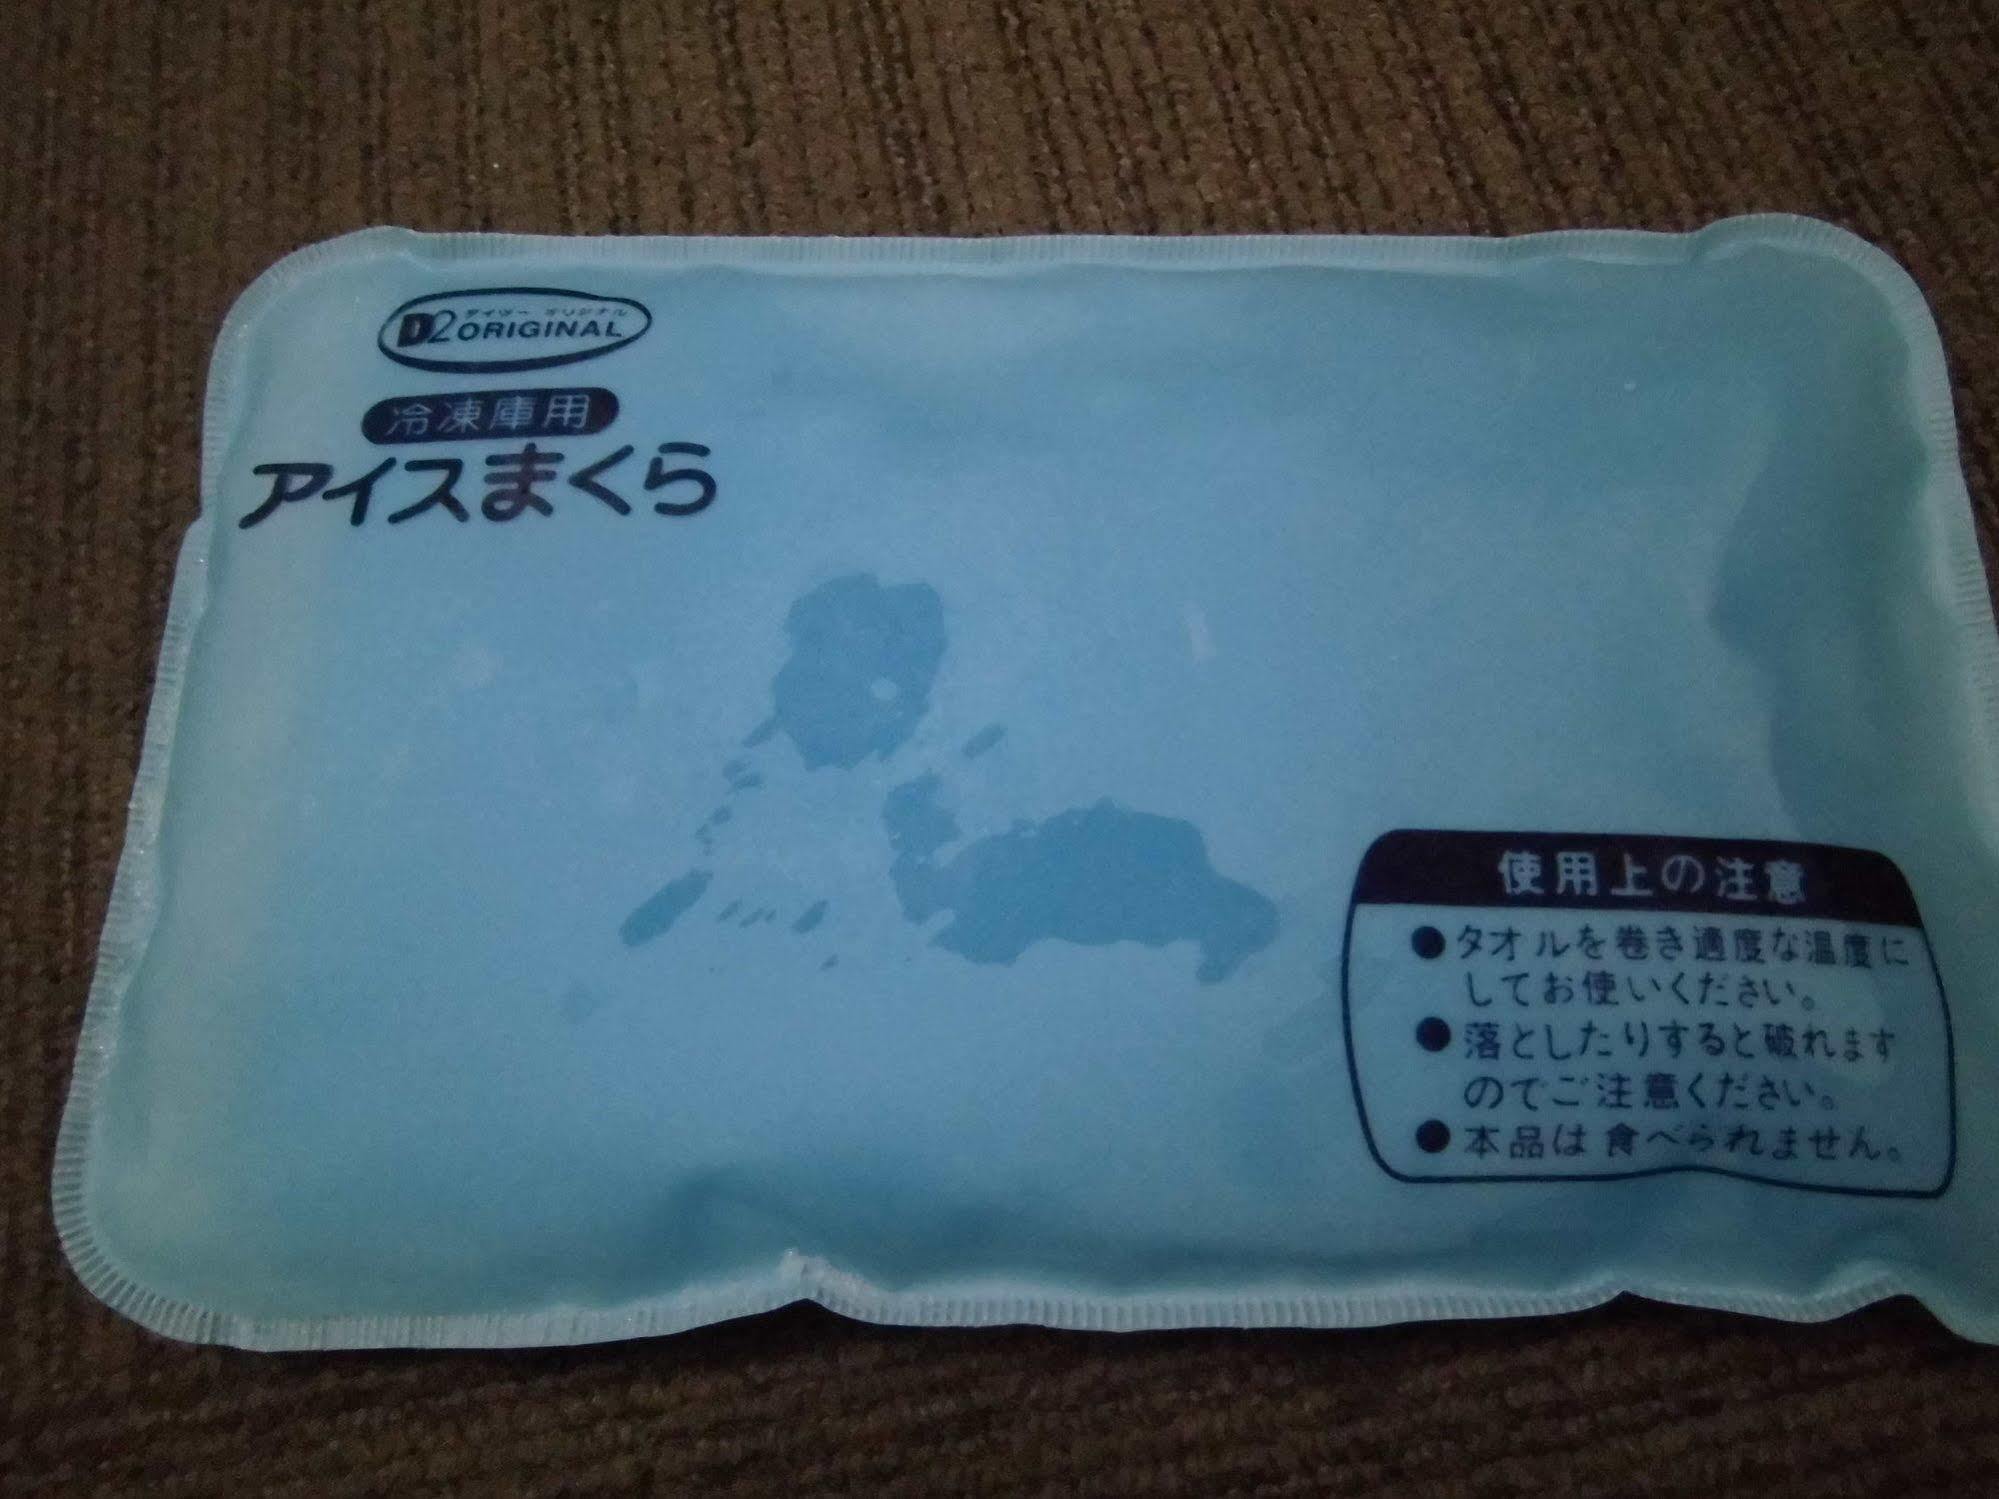 ダイツー オリジナル
D2 ORIGINAL
冷凍庫用
アイスまくら
使用上の注意
●タオルを巻き適度な温度に
してお使いください。
●落としたりすると破れます
のでご注意ください。
●本品は食べられません。